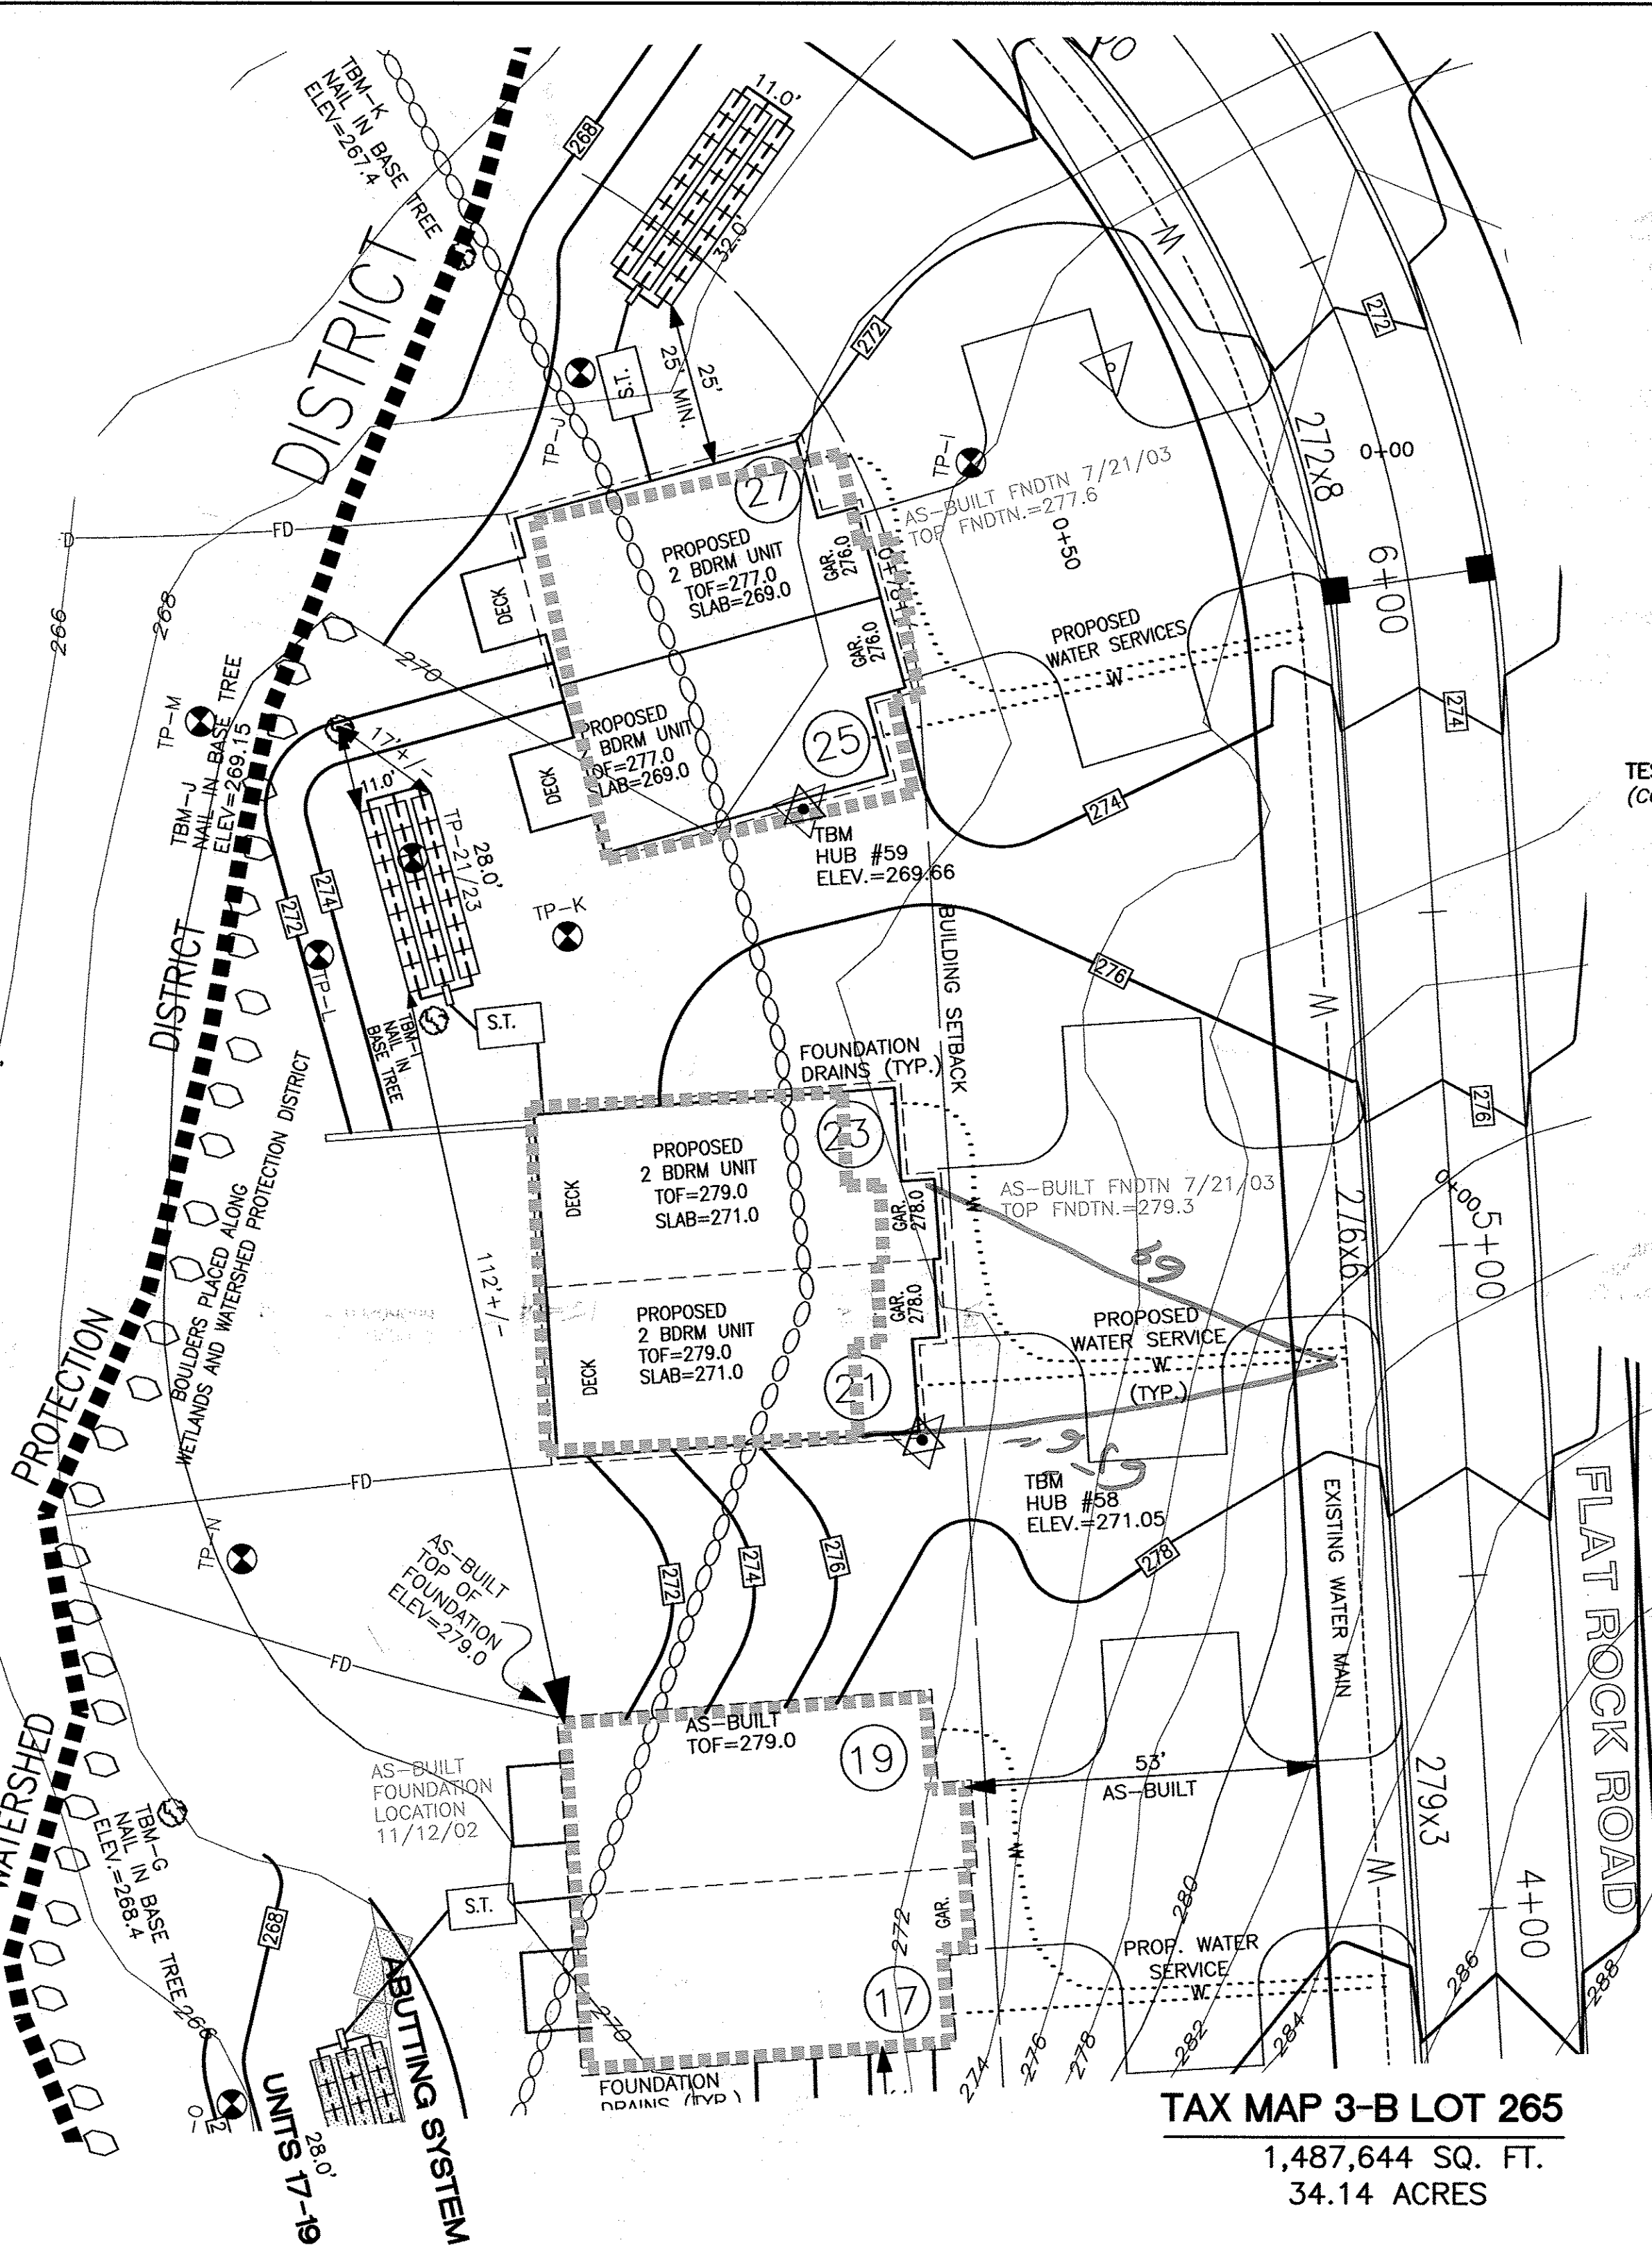 TBM-K
NAIL IN BASE TREE
ELEV=267.4
268
11.0'
32.0'
DISTRICT
TP-J
S.T.
25'
25' MIN.
272
TP-I
272
272x8
0+00
AS-BUILT FNDTN 7/21/03
TOP FNDTN.=277.6
0+50
6+00
27
PROPOSED
2 BDRM UNIT
TOF=277.0
SLAB=269.0
GAR.
276.0
DECK
GAR.
276.0
FD
266
268
270
PROPOSED
WATER SERVICES
W
274
TP-M
TBM-J
NAIL IN BASE TREE
ELEV=269.15
17'+/-
11.0'
PROPOSED
BDRM UNIT
OF=277.0
LAB=269.0
25
DECK
274
TBM
HUB #59
ELEV.=269.66
TP-21/23
28.0'
TP-K
272
274
TP-L
TBM-I
NAIL IN
BASE TREE
S.T.
BUILDING SETBACK
276
DISTRICT
FOUNDATION
DRAINS (TYP.)
276
23
PROPOSED
2 BDRM UNIT
TOF=279.0
SLAB=271.0
DECK
GAR.
278.0
AS-BUILT FNDTN 7/21/03
TOP FNDTN.=279.3
276x6
0+00
5+00
BOULDERS PLACED ALONG
WETLANDS AND WATERSHED PROTECTION DISTRICT
112'+/-
69
PROPOSED
2 BDRM UNIT
TOF=279.0
SLAB=271.0
DECK
GAR.
278.0
21
PROPOSED
WATER SERVICE
W
(TYP.)
PROTECTION
FD
TBM
HUB #58
ELEV.=271.05
TP-N
AS-BUILT
TOP OF
FOUNDATION
ELEV=279.0
272
274
276
278
EXISTING WATER MAIN
FLAT ROCK ROAD
FD
AS-BUILT
TOF=279.0
19
53'
AS-BUILT
279x3
WATERSHED
AS-BUILT
FOUNDATION
LOCATION
11/12/02
TBM-G
NAIL IN BASE TREE
ELEV.=268.4
S.T.
268
266
272
GAR.
280
4+00
PROP. WATER
SERVICE
W
17
270
286
288
274
276
278
282
284
FOUNDATION
DRAINS (TYP.)
ABUTTING SYSTEM
UNITS 17-19
28.0'
TAX MAP 3-B LOT 265
1,487,644 SQ. FT.
34.14 ACRES